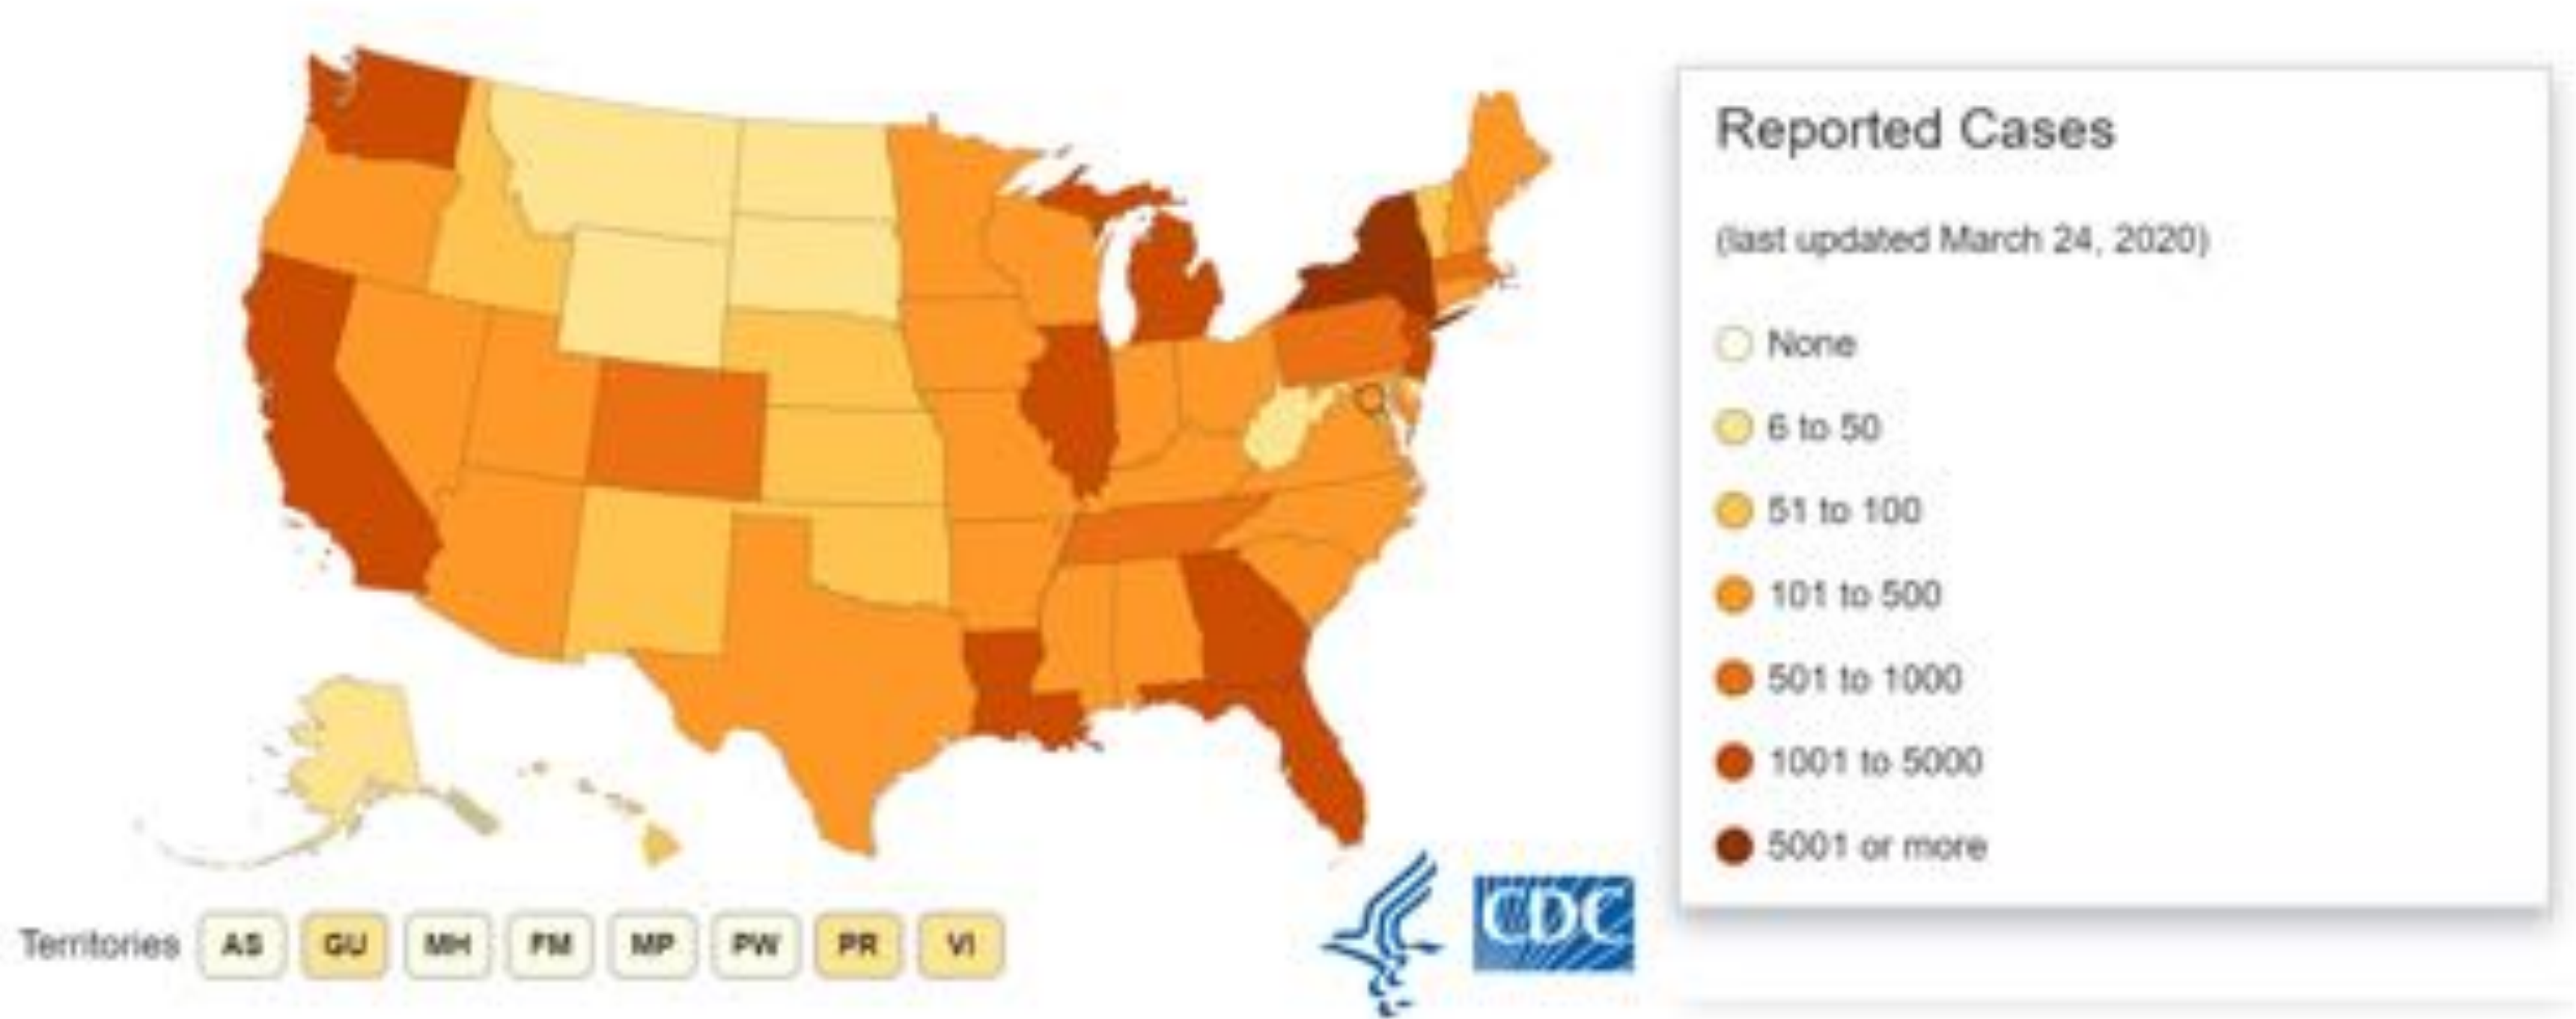 Reported Cases
(last updated March 24, 2020)
None
6 to 50
51 to 100
101 to 500
501 to 1000
1001 to 5000
5001 or more
Territories AS GU MH FM MP PW PR VI
CDC